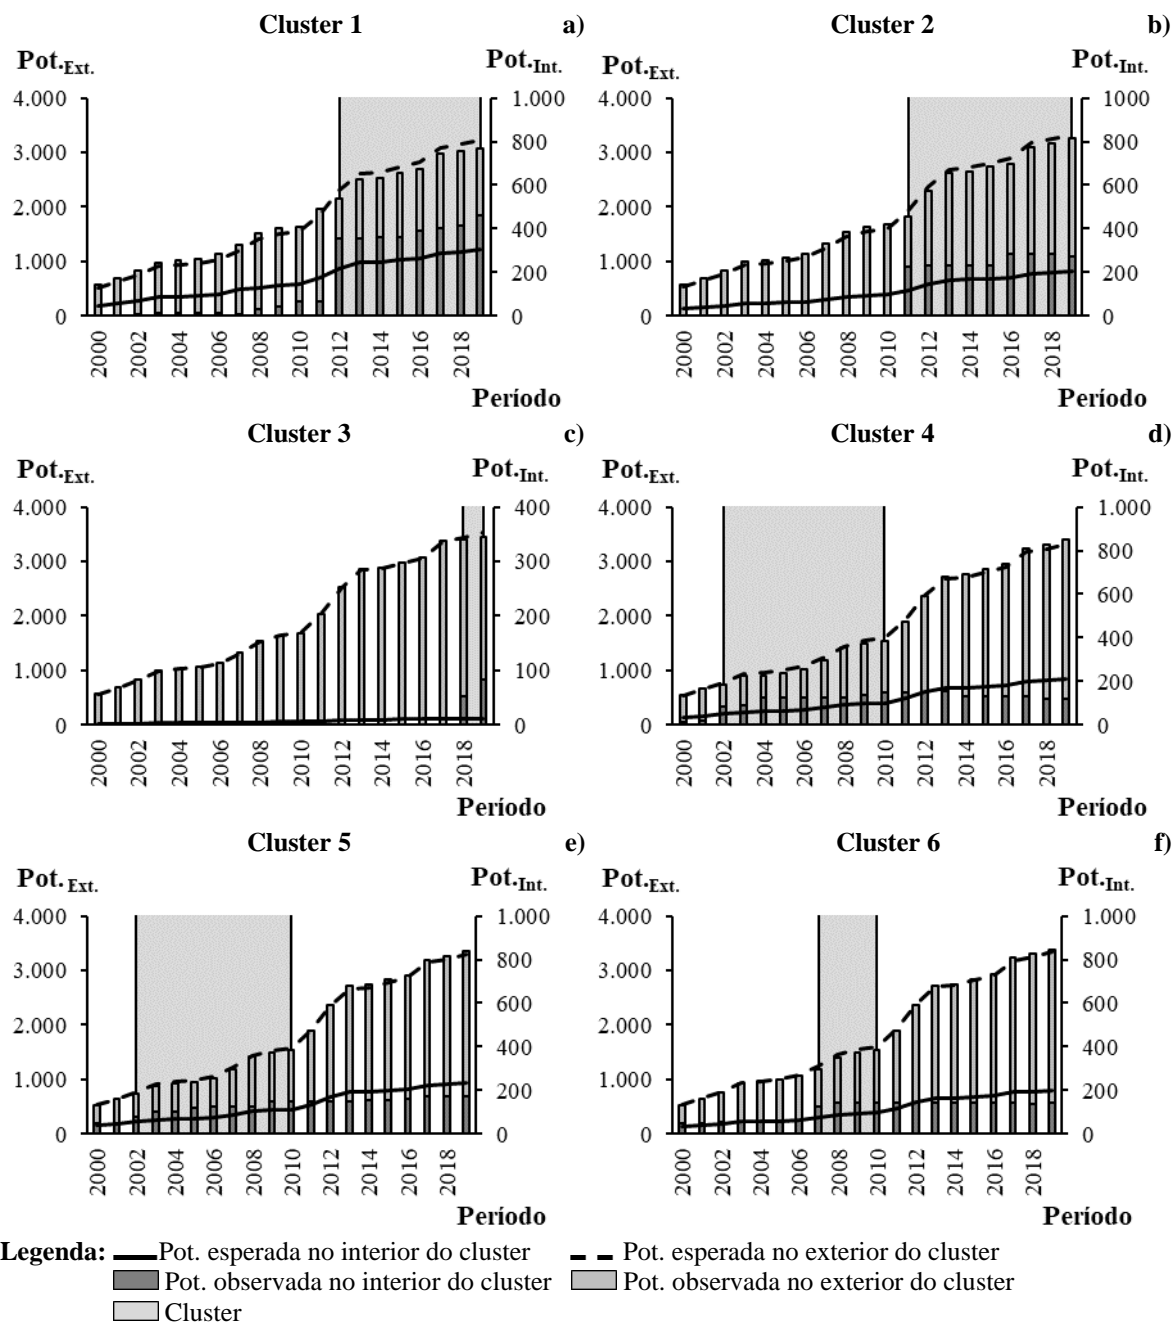 Cluster 1 a) Cluster 2 b)
Pot.Ext. Pot.Int. Pot.Ext. Pot.Int.
4.000 1.000 4.000 1000
3.000 800 3.000 800
600 600
2.000 400 2.000 400
1.000 200 1.000 200
0 0 0 0
2000 2002 2004 2006 2008 2010 2012 2014 2016 2018 2000 2002 2004 2006 2008 2010 2012 2014 2016 2018
Período Período
Cluster 3 c) Cluster 4 d)
Pot.Ext. Pot.Int. Pot.Ext. Pot.Int.
4.000 400 4.000 1.000
3.000 300 3.000 800
600
2.000 200 2.000 400
1.000 100 1.000 200
0 0 0 0
2000 2002 2004 2006 2008 2010 2012 2014 2016 2018 2000 2002 2004 2006 2008 2010 2012 2014 2016 2018
Período Período
Cluster 5 e) Cluster 6 f)
Pot. Ext. Pot.Int. Pot.Ext. Pot.Int.
4.000 1.000 4.000 1.000
3.000 800 3.000 800
600 600
2.000 400 2.000 400
1.000 200 1.000 200
0 0 0 0
2000 2002 2004 2006 2008 2010 2012 2014 2016 2018 2000 2002 2004 2006 2008 2010 2012 2014 2016 2018
Período Período
Legenda: Pot. esperada no interior do cluster Pot. esperada no exterior do cluster
Pot. observada no interior do cluster Pot. observada no exterior do cluster
Cluster